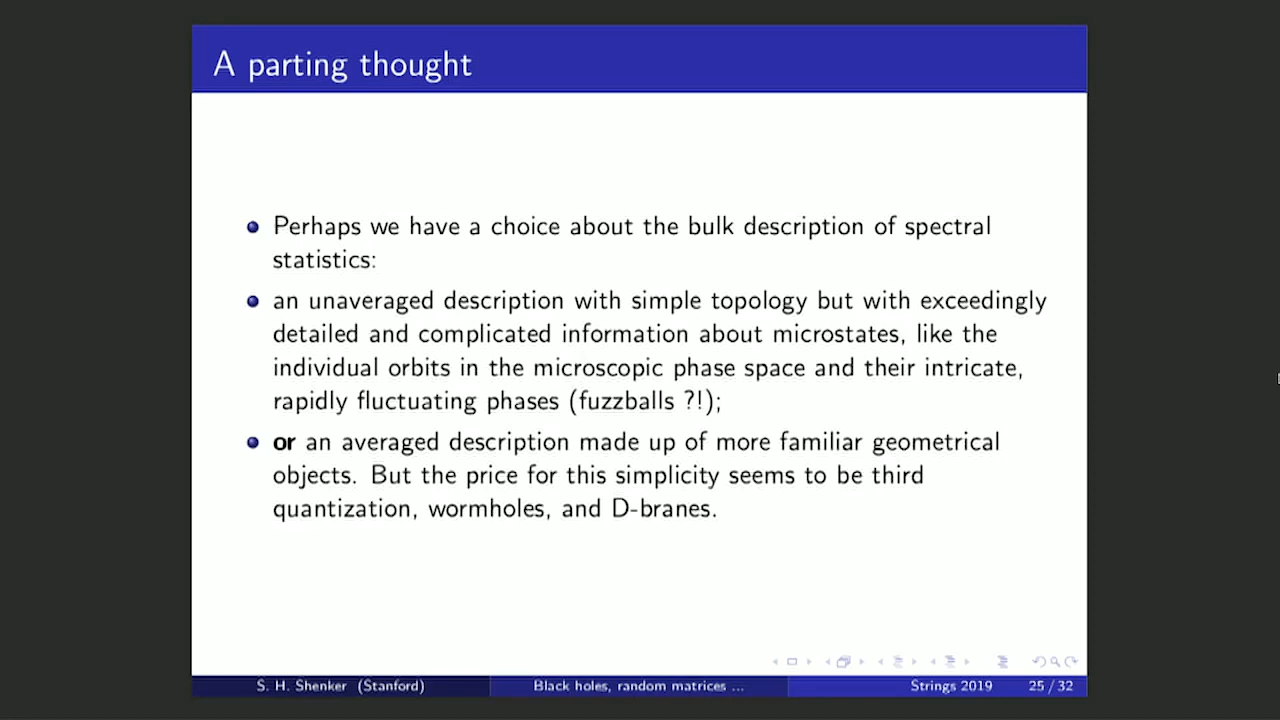 A parting thought
Perhaps we have a choice about the bulk description of spectral
statistics:
an unaveraged description with simple topology but with exceedingly
detailed and complicated information about microstates, like the
individual orbits in the microscopic phase space and their intricate,
rapidly fluctuating phases (fuzzballs ?!);
or an averaged description made up of more familiar geometrical
objects. But the price for this simplicity seems to be third
quantization, wormholes, and D-branes.
S. H. Shenker (Stanford) Black holes, random matrices ... Strings 2019 25 / 32